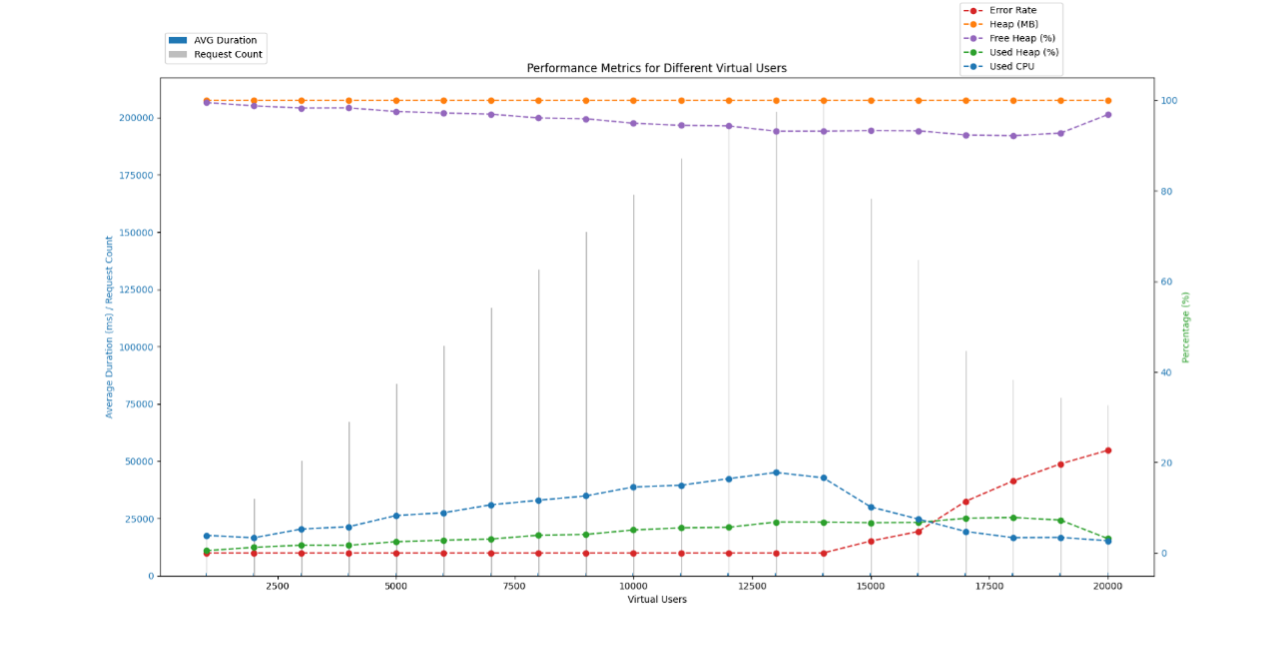 Error Rate
Heap (MB)
Free Heap (%)
Used Heap (%)
Used CPU
AVG Duration
Request Count
Performance Metrics for Different Virtual Users
200000
175000
150000
125000
100000
75000
50000
25000
0
Average Duration (ms) / Request Count
100
80
60
40
20
0
Percentage (%)
2500
5000
7500
10000
12500
15000
17500
20000
Virtual Users